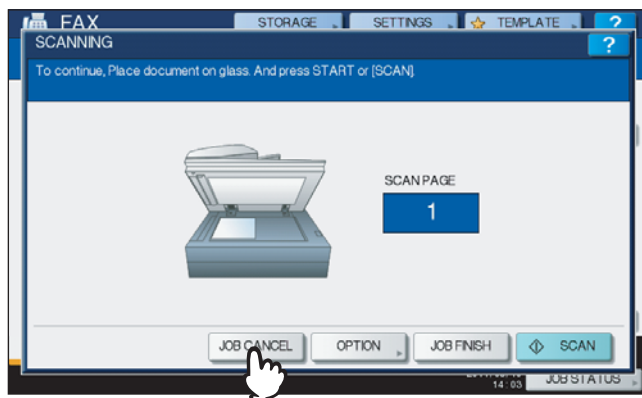 FAX STORAGE SETTINGS TEMPLATE ?
SCANNING ?
To continue, Place document on glass. And press START or [SCAN].
SCAN PAGE
1
JOB CANCEL OPTION JOB FINISH SCAN
14:03 JOB STATUS